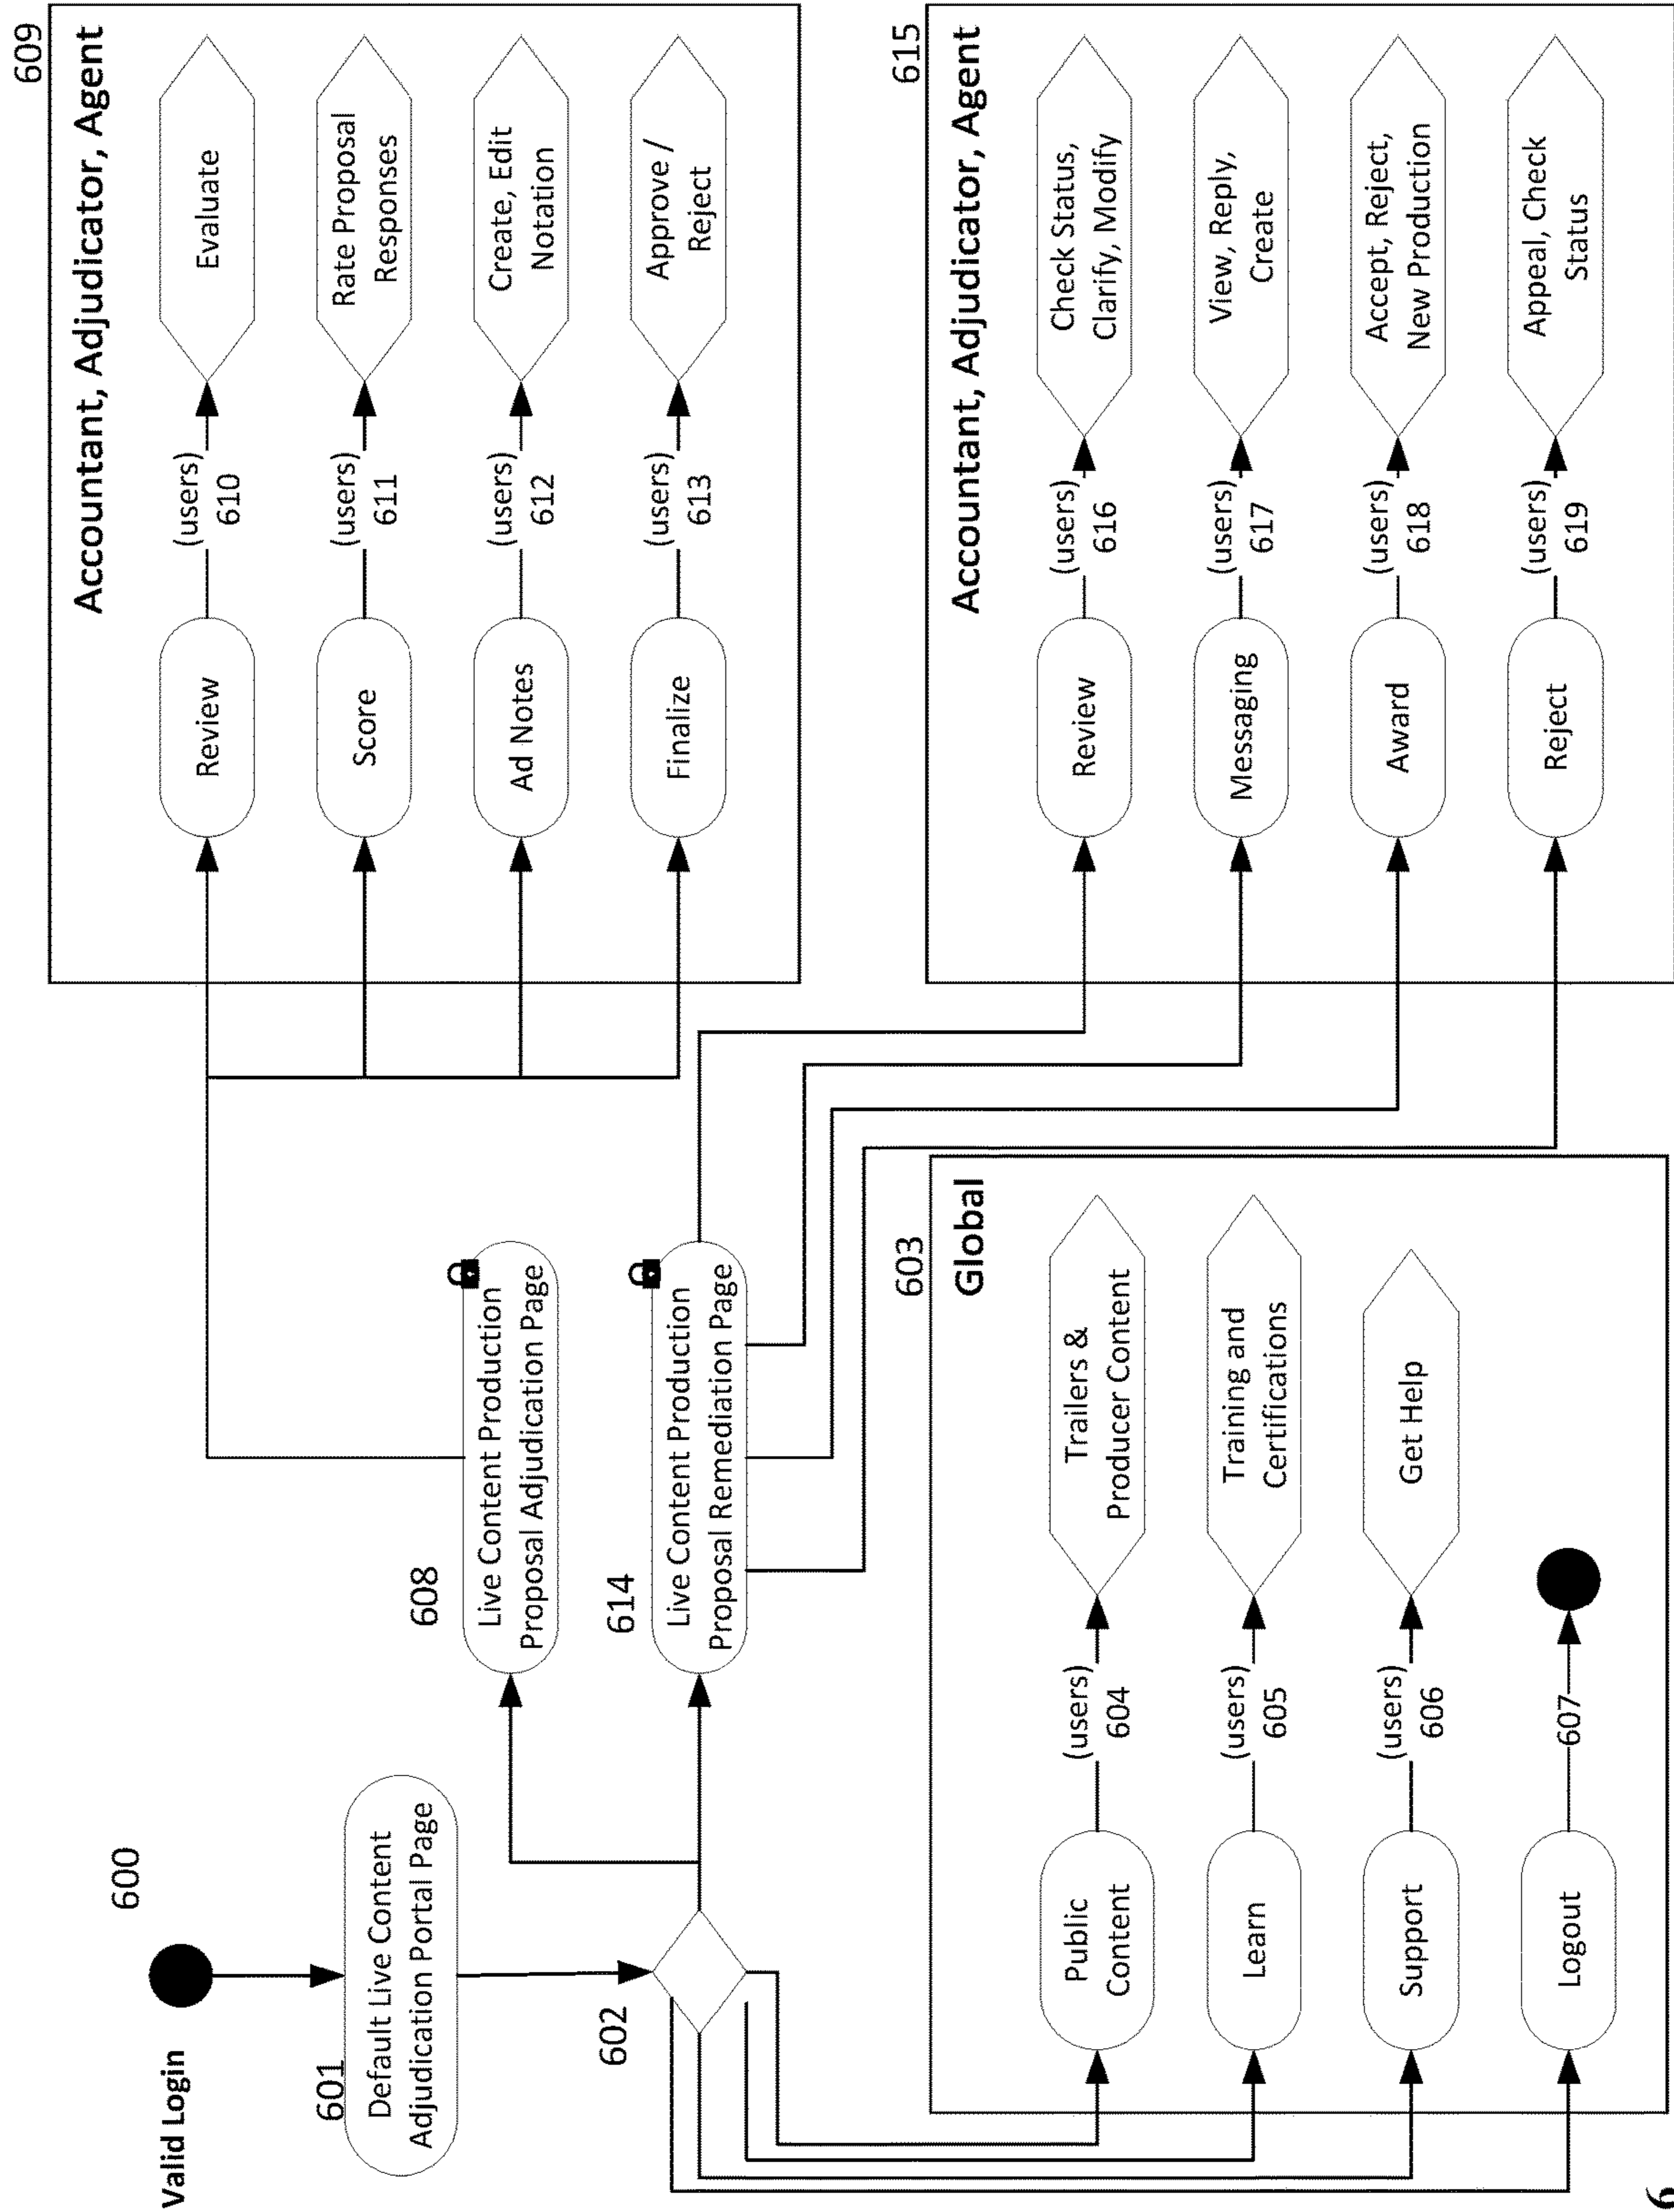 Valid Login
600
601
Default Live Content
Adjudication Portal Page
602
608
Live Content Production
Proposal Adjudication Page
614
Live Content Production
Proposal Remediation Page
609
Accountant, Adjudicator, Agent
Review
(users)
610
Evaluate
Score
(users)
611
Rate Proposal
Responses
Ad Notes
(users)
612
Create, Edit
Notation
Finalize
(users)
613
Approve /
Reject
603
Global
Public
Content
(users)
604
Trailers &
Producer Content
Learn
(users)
605
Training and
Certifications
Support
(users)
606
Get Help
Logout
607
615
Accountant, Adjudicator, Agent
Review
(users)
616
Check Status,
Clarify, Modify
Messaging
(users)
617
View, Reply,
Create
Award
(users)
618
Accept, Reject,
New Production
Reject
(users)
619
Appeal, Check
Status